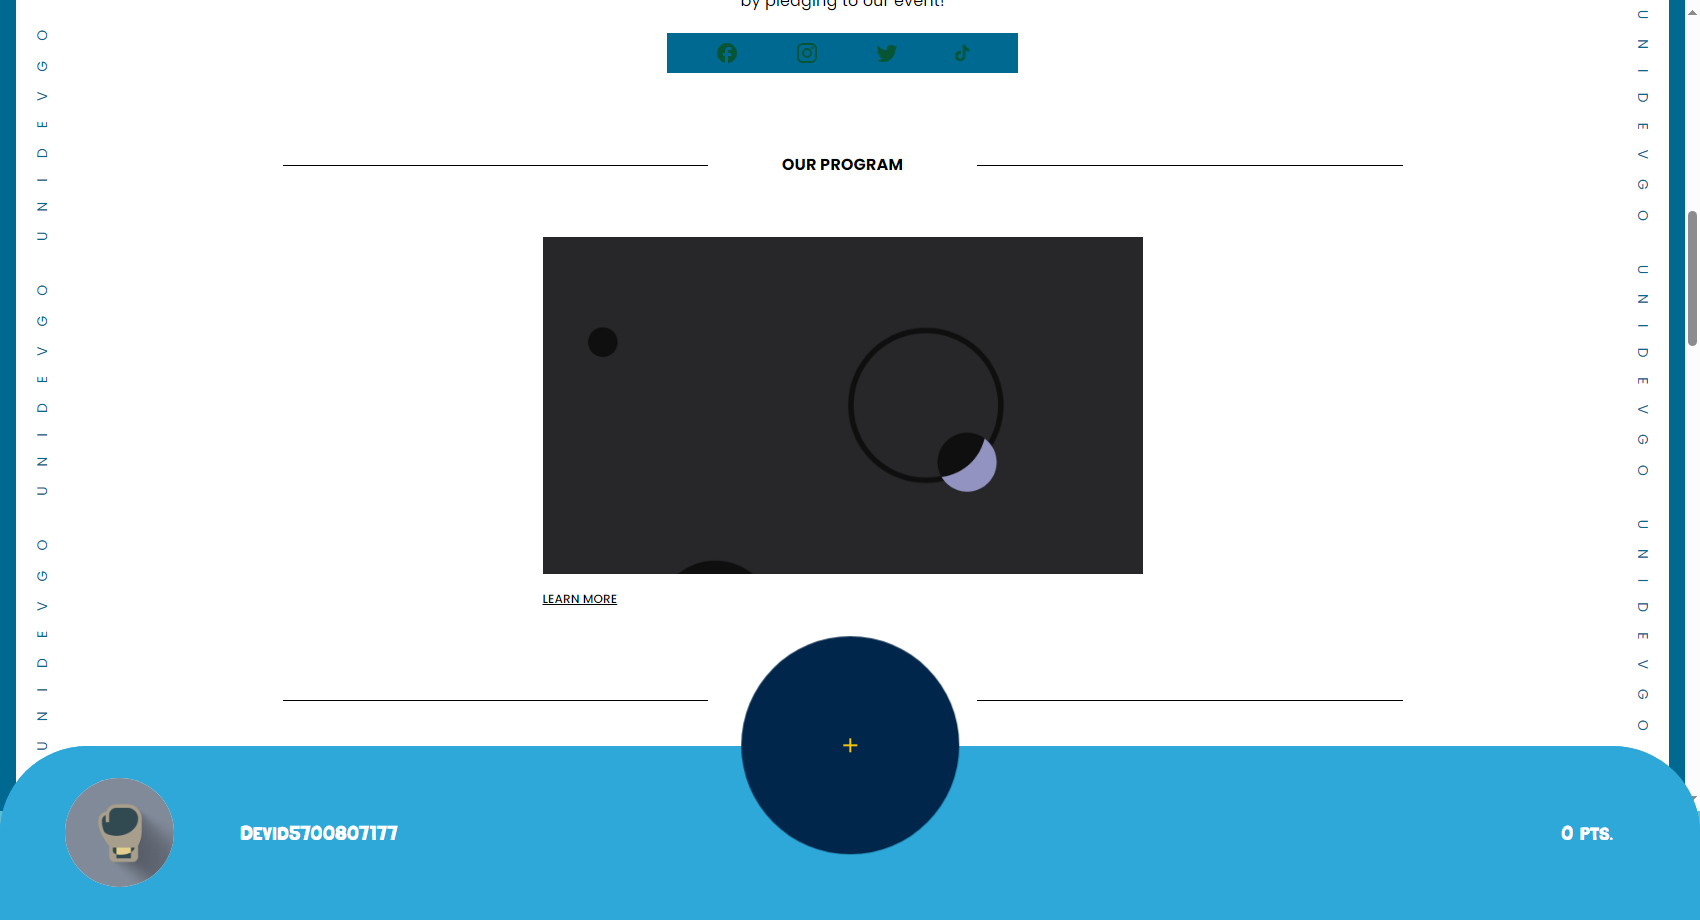 by pledging to our event!
OUR PROGRAM
LEARN MORE
UNIDEVGO UNIDEVGO UNIDEVGO
UNIDEVGO UNIDEVGO UNIDEVGO
+
Devid5700807177
0 PTS.